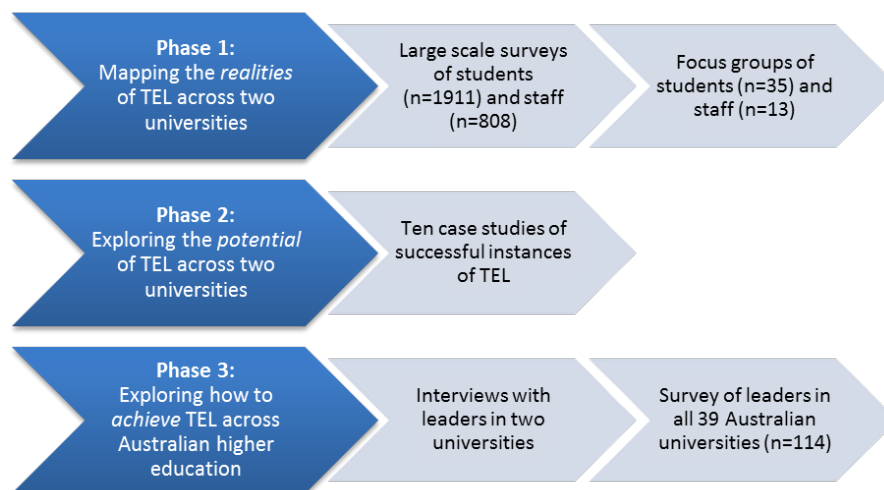 Phase 1:
Mapping the realities
of TEL across two
universities
Large scale surveys
of students
(n=1911) and staff
(n=808)
Focus groups of
students (n=35) and
staff (n=13)
Phase 2:
Exploring the potential
of TEL across two
universities
Ten case studies of
successful instances
of TEL
Phase 3:
Exploring how to
achieve TEL across
Australian higher
education
Interviews with
leaders in two
universities
Survey of leaders in
all 39 Australian
universities (n=114)